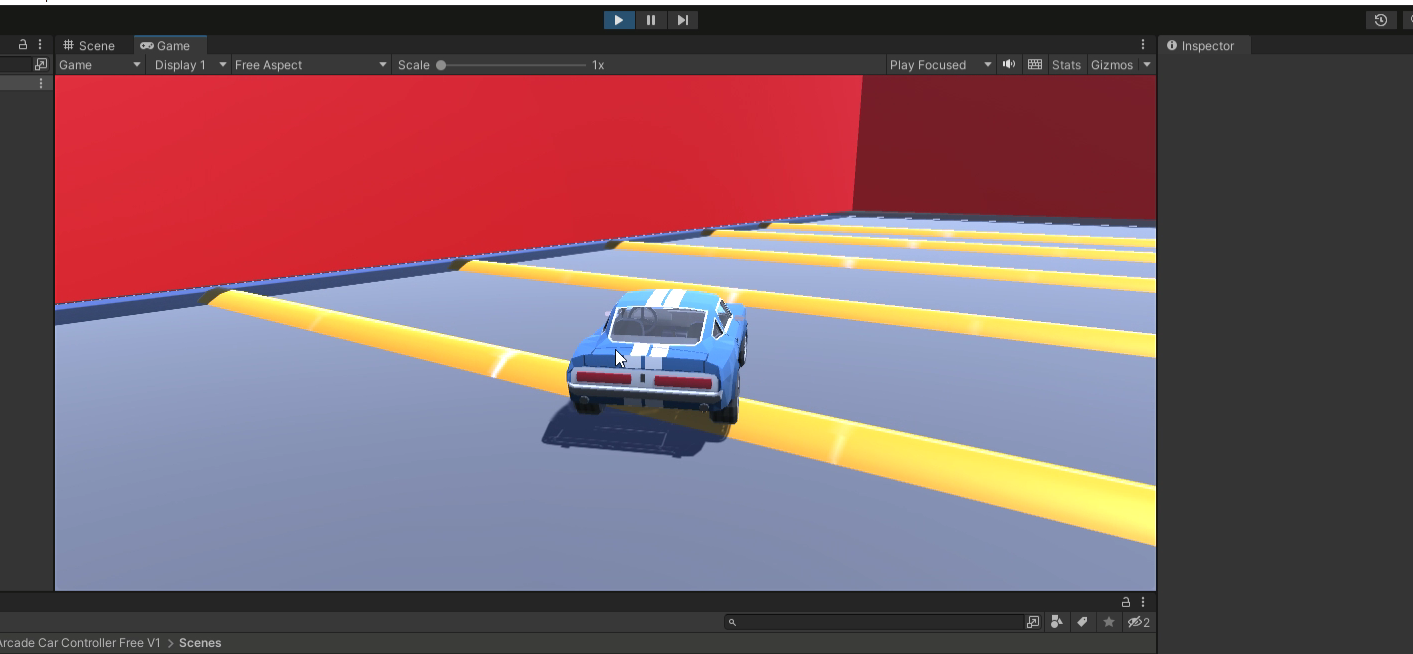 Scene Game
Game Display 1 Free Aspect Scale 1x Play Focused Stats Gizmos
Inspector
2
Arcade Car Controller Free V1 > Scenes